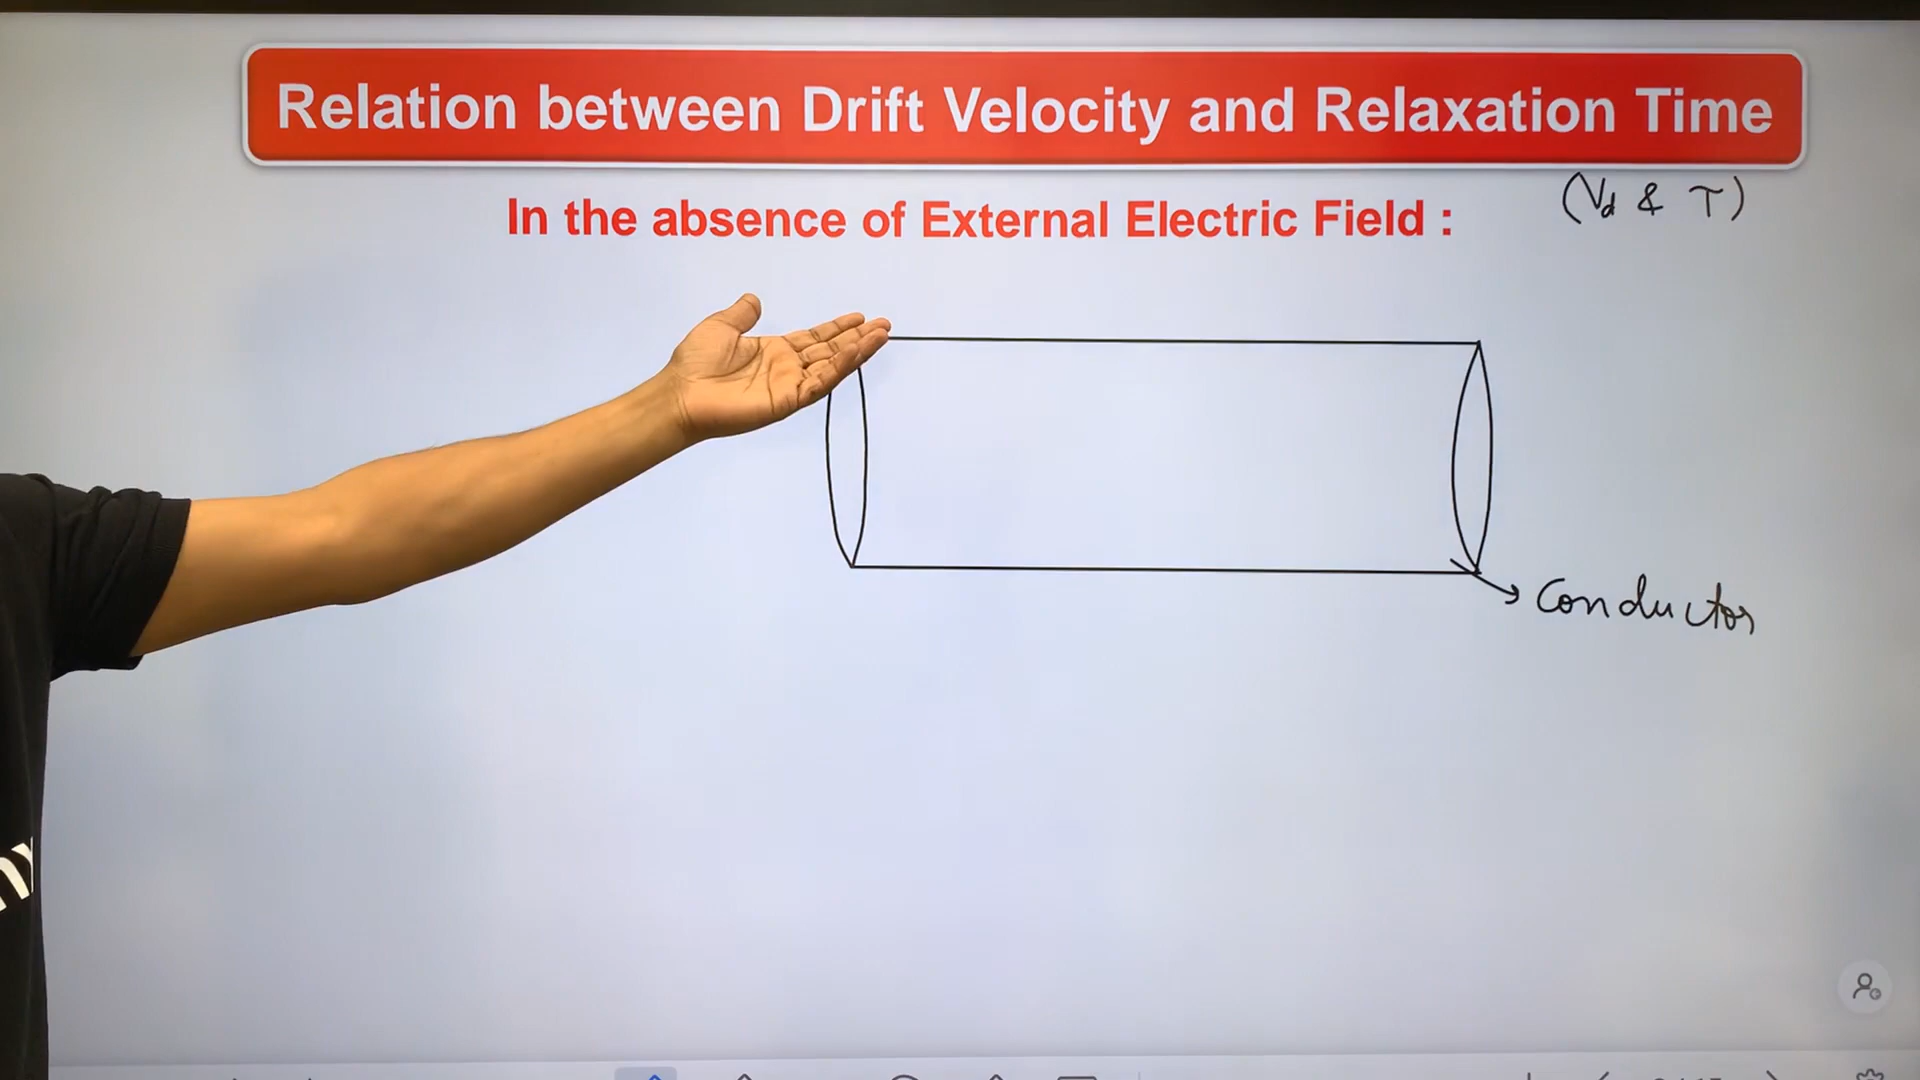 Relation between Drift Velocity and Relaxation Time
(Vd & τ)
In the absence of External Electric Field :
Conductor